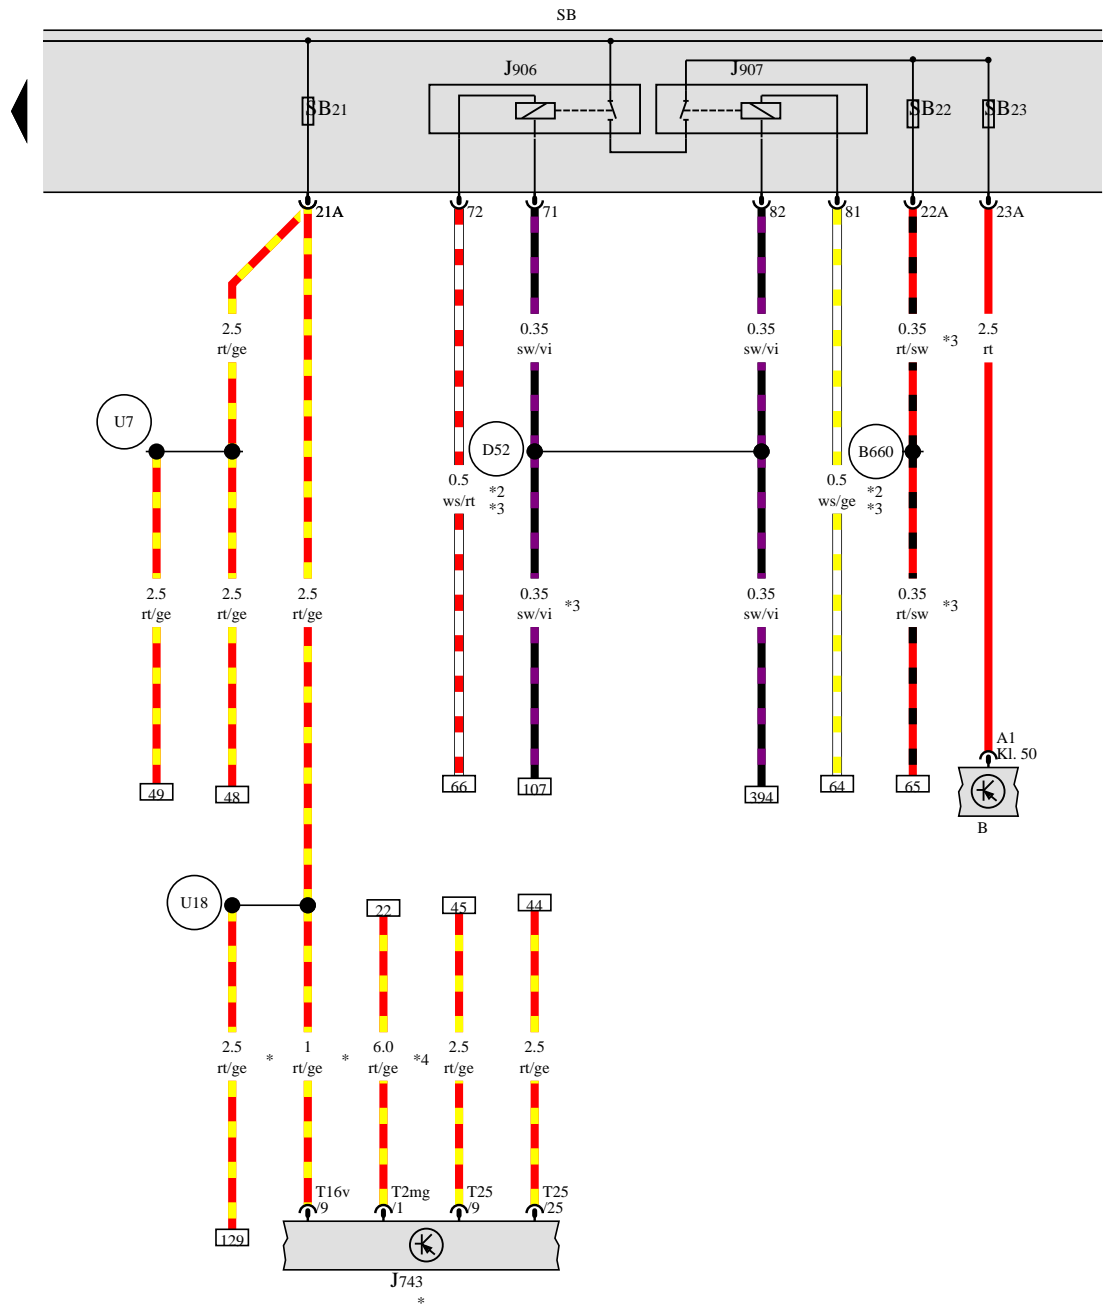 SB
J906
J907
SB21
SB22
SB23
21A
72
71
82
81
22A
23A
2.5
rt/ge
0.35
sw/vi
0.35
sw/vi
0.35
rt/sw
*3
2.5
rt
U7
D52
B660
0.5
ws/rt
*2
*3
0.5
ws/ge
*2
*3
2.5
rt/ge
2.5
rt/ge
2.5
rt/ge
0.35
sw/vi
*3
0.35
sw/vi
0.35
rt/sw
*3
A1
Kl. 50
49
48
66
107
394
64
65
B
U18
22
45
44
2.5
rt/ge
*
1
rt/ge
*
6.0
rt/ge
*4
2.5
rt/ge
2.5
rt/ge
T16v
/9
T2mg
/1
T25
/9
T25
/25
129
J743
*